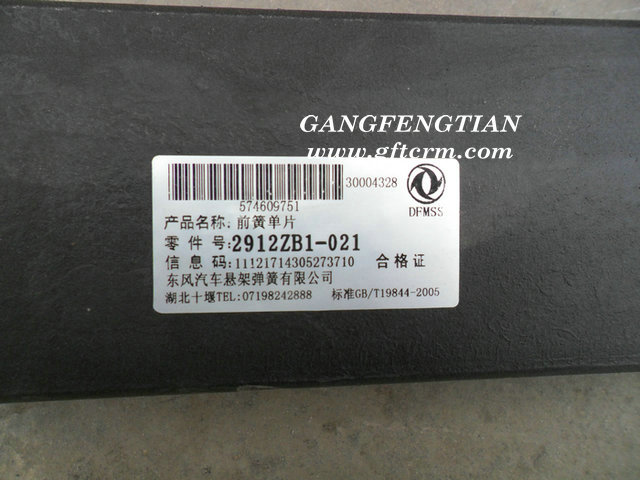 GANGFENGTIAN
www.gftcrm.com
30004328
574609751
DFMSS
产品名称: 前簧单片
零 件 号:2912ZB1-021
信 息 码:11121714305273710 合格证
东风汽车悬架弹簧有限公司
湖北十堰TEL:07198242888 标准GB/T19844-2005